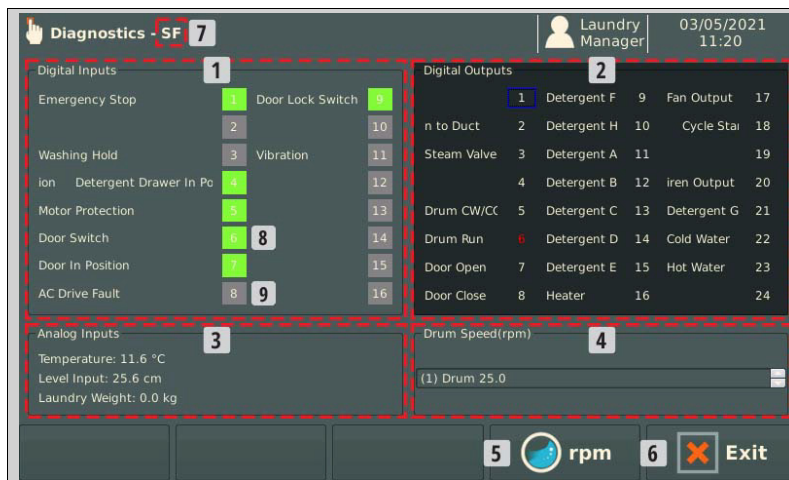 Diagnostics - SF 7
Laundry Manager
03/05/2021
11:20
Digital Inputs 1
Emergency Stop 1 Door Lock Switch 9
2 10
Washing Hold 3 Vibration 11
ion Detergent Drawer In Po 4 12
Motor Protection 5 13
Door Switch 6 8 14
Door In Position 7 15
AC Drive Fault 8 9 16
Digital Outputs 2
1 Detergent F 9 Fan Output 17
n to Duct 2 Detergent H 10 Cycle Star 18
Steam Valve 3 Detergent A 11 19
4 Detergent B 12 iren Output 20
Drum CW/CC 5 Detergent C 13 Detergent G 21
Drum Run 6 Detergent D 14 Cold Water 22
Door Open 7 Detergent E 15 Hot Water 23
Door Close 8 Heater 16 24
Analog Inputs 3
Temperature: 11.6 °C
Level Input: 25.6 cm
Laundry Weight: 0.0 kg
Drum Speed(rpm) 4
(1) Drum 25.0
5 rpm 6 Exit